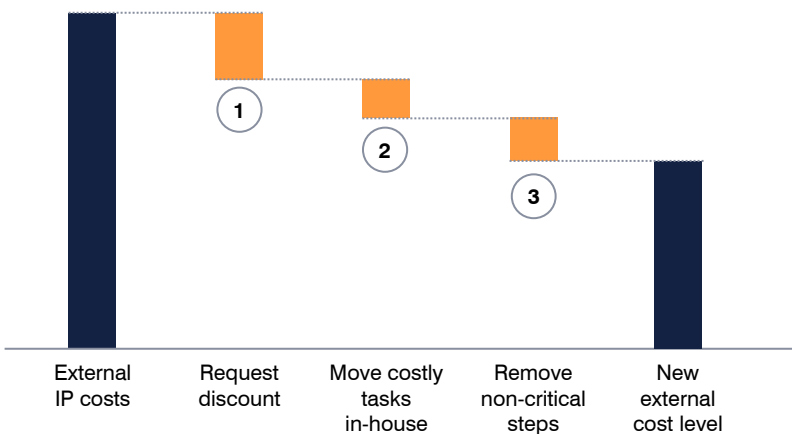 1
2
3
External
IP costs
Request
discount
Move costly
tasks
in-house
Remove
non-critical
steps
New
external
cost level